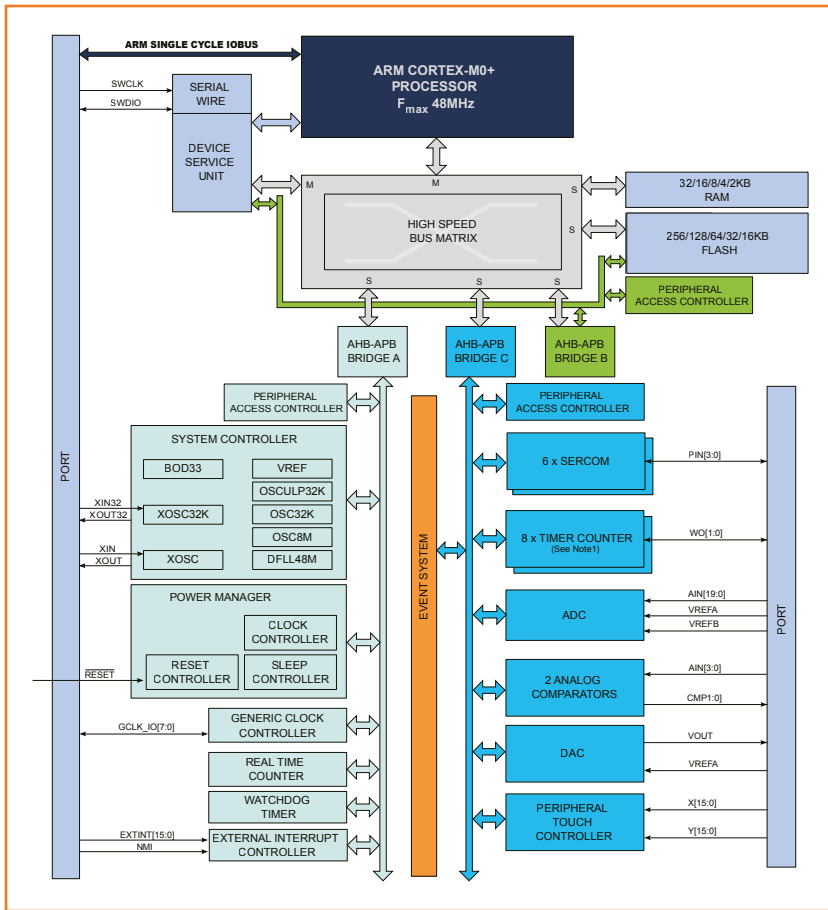 ARM SINGLE CYCLE IOBUS
ARM CORTEX-M0+
PROCESSOR
Fmax 48MHz
SWCLK
SWDIO
SERIAL
WIRE
DEVICE
SERVICE
UNIT
M
M
S
S
HIGH SPEED
BUS MATRIX
32/16/8/4/2KB
RAM
256/128/64/32/16KB
FLASH
S
S
S
PERIPHERAL
ACCESS CONTROLLER
AHB-APB
BRIDGE A
AHB-APB
BRIDGE C
AHB-APB
BRIDGE B
PERIPHERAL
ACCESS CONTROLLER
PERIPHERAL
ACCESS CONTROLLER
PORT
SYSTEM CONTROLLER
BOD33
VREF
OSCULP32K
XIN32
XOUT32
XOSC32K
OSC32K
OSC8M
XIN
XOUT
XOSC
DFLL48M
POWER MANAGER
CLOCK
CONTROLLER
RESET
RESET
CONTROLLER
SLEEP
CONTROLLER
GCLK_IO[7:0]
GENERIC CLOCK
CONTROLLER
REAL TIME
COUNTER
WATCHDOG
TIMER
EXTINT[15:0]
NMI
EXTERNAL INTERRUPT
CONTROLLER
EVENT SYSTEM
6 x SERCOM
PIN[3:0]
8 x TIMER COUNTER
(See Note1)
WO[1:0]
ADC
AIN[19:0]
VREFA
VREFB
PORT
2 ANALOG
COMPARATORS
AIN[3:0]
CMP1:0]
DAC
VOUT
VREFA
PERIPHERAL
TOUCH
CONTROLLER
X[15:0]
Y[15:0]